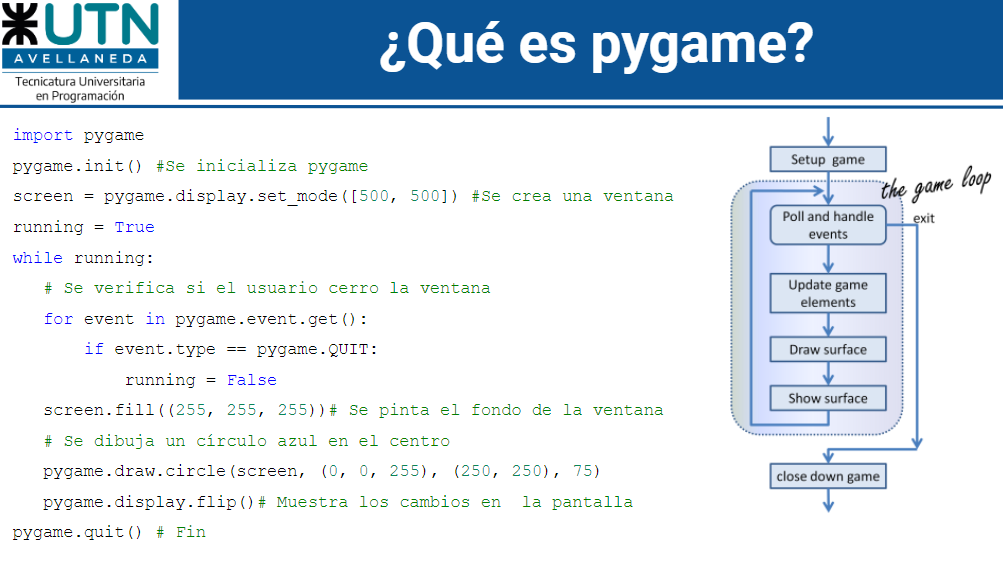 UTN
AVELLANEDA
Tecnicatura Universitaria
en Programación
¿Qué es pygame?
import pygame
pygame.init() #Se inicializa pygame
screen = pygame.display.set_mode([500, 500]) #Se crea una ventana
running = True
while running:
# Se verifica si el usuario cerro la ventana
for event in pygame.event.get():
if event.type == pygame.QUIT:
running = False
screen.fill((255, 255, 255))# Se pinta el fondo de la ventana
# Se dibuja un círculo azul en el centro
pygame.draw.circle(screen, (0, 0, 255), (250, 250), 75)
pygame.display.flip()# Muestra los cambios en  la pantalla
pygame.quit() # Fin
Setup game
the game loop
Poll and handle
events
exit
Update game
elements
Draw surface
Show surface
close down game